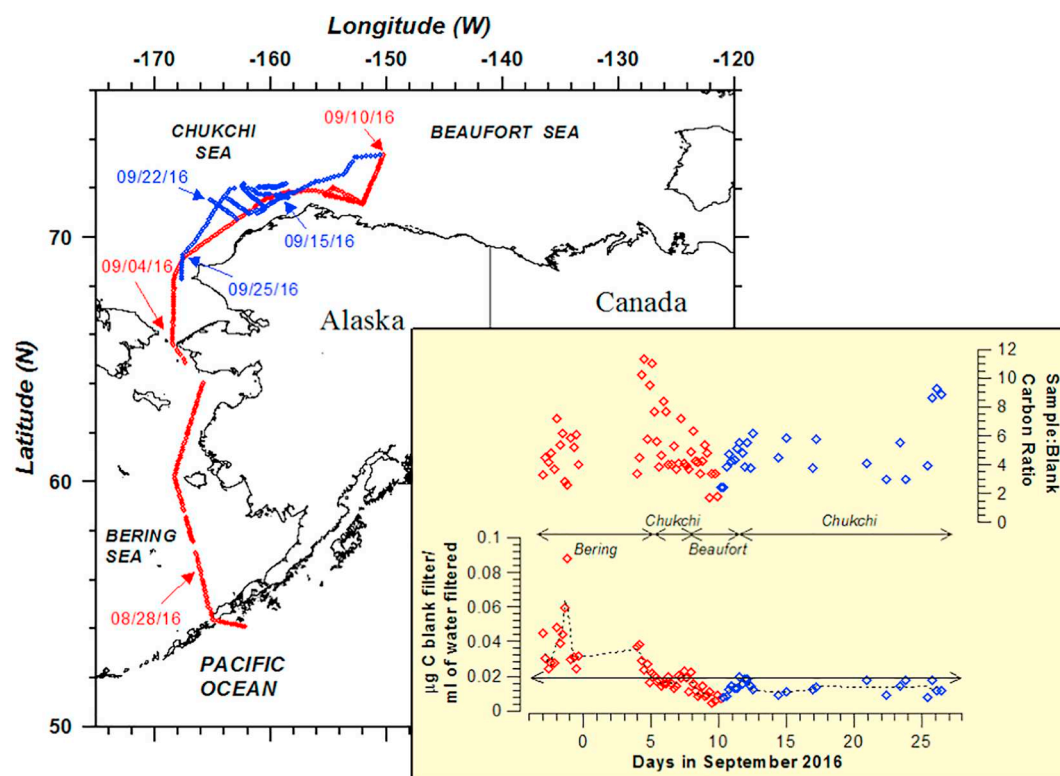 Longitude (W)
-170
-160
-150
-140
-130
-120
CHUKCHI
SEA
09/10/16
BEAUFORT SEA
09/22/16
70
09/15/16
09/04/16
09/25/16
Alaska
Canada
Latitude (N)
60
BERING
SEA
08/28/16
PACIFIC
OCEAN
50
12
10
8
6
4
2
0
Sample:Blank
Carbon Ratio
Chukchi
Chukchi
Bering
Beaufort
0.1
0.08
0.06
0.04
0.02
0
µg C blank filter/
ml of water filtered
0
5
10
15
20
25
Days in September 2016